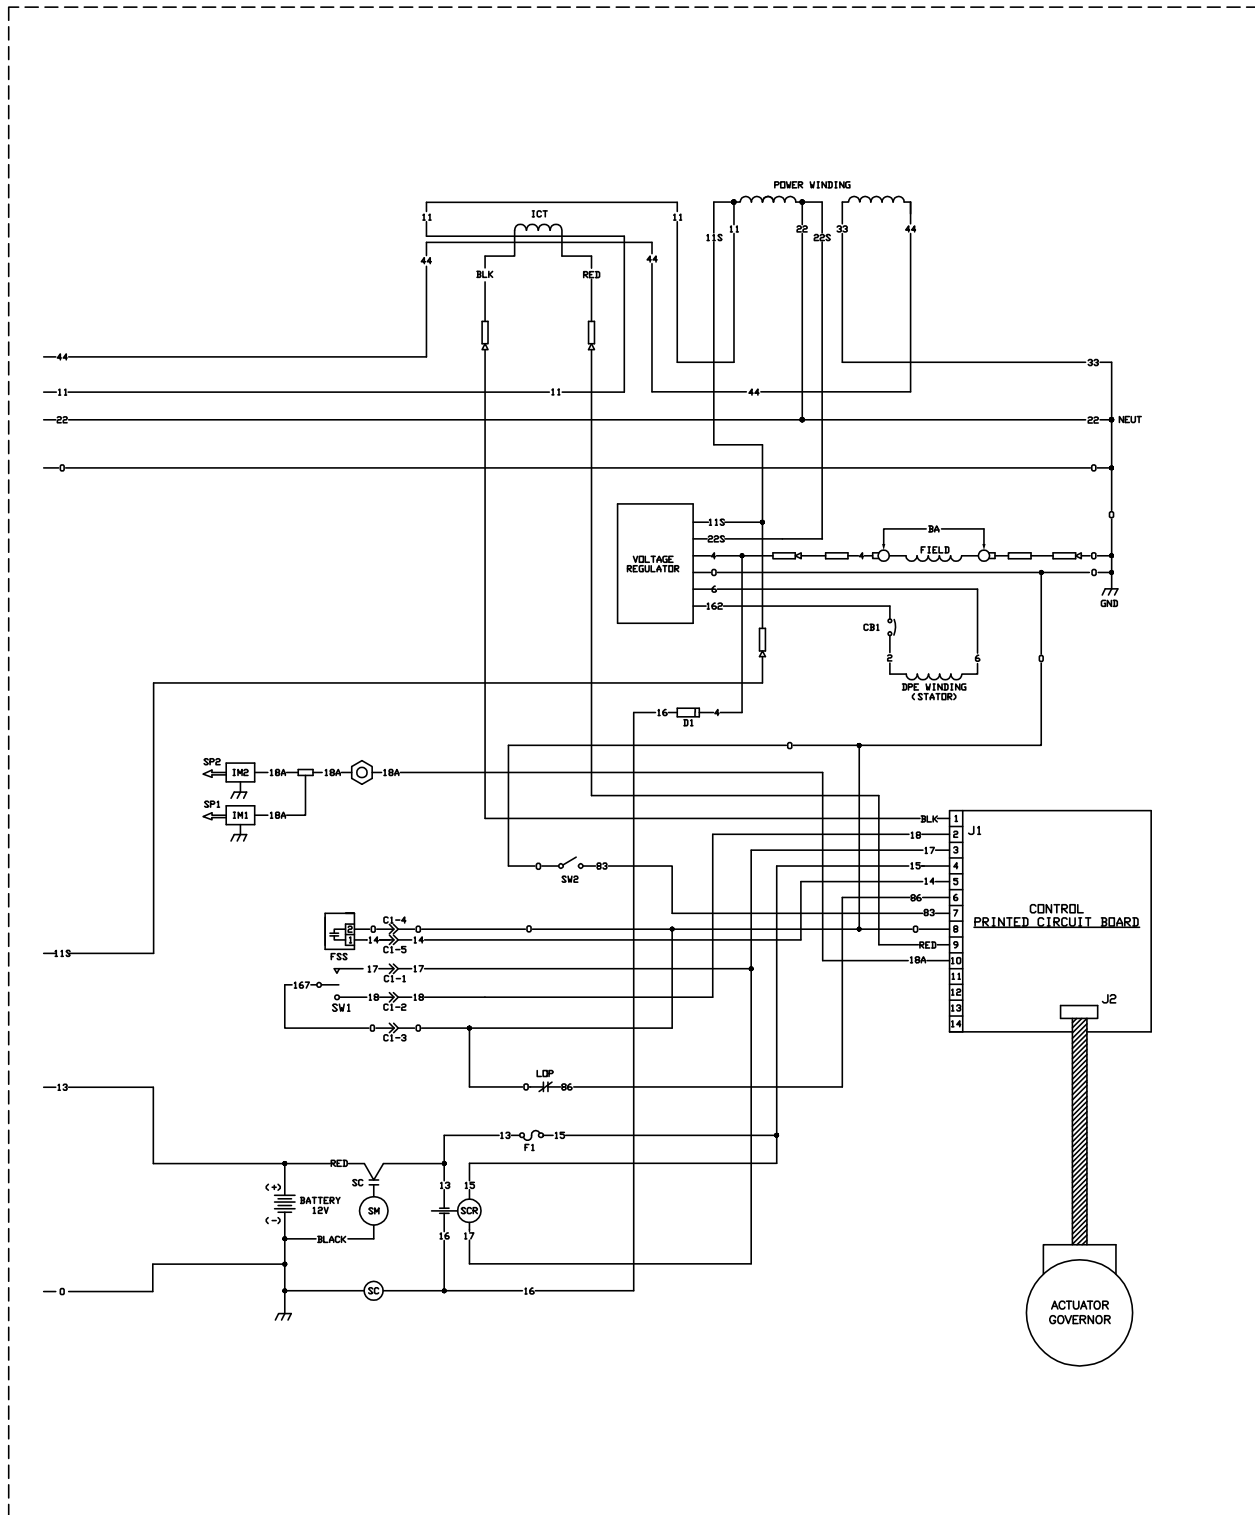 POWER WINDING
11
ICT
11
11S
11
22
22S
33
44
44
BLK
RED
44
44
33
11
11
44
22
22
NEUT
0
0
0
11S
22S
BA
VOLTAGE
REGULATOR
4
4
FIELD
0
0
0
GND
6
162
CB1
2
6
0
DPE WINDING
(STATOR)
16
D1
4
0
SP2
IM2
18A
18A
18A
SP1
IM1
18A
BLK
1
J1
18
2
17
3
0
SW2
83
15
4
14
5
86
6
83
7
CONTROL
PRINTED CIRCUIT BOARD
2
0
C1-4
0
0
0
8
1
14
C1-5
14
RED
9
FSS
11S
18A
10
17
C1-1
17
11
167
12
SW1
18
C1-2
18
13
J2
0
C1-3
0
14
LOP
13
0
86
13
F1
15
RED
SC
13
15
(+)
BATTERY
12V
(-)
SM
SCR
BLACK
16
17
0
SC
16
ACTUATOR
GOVERNOR